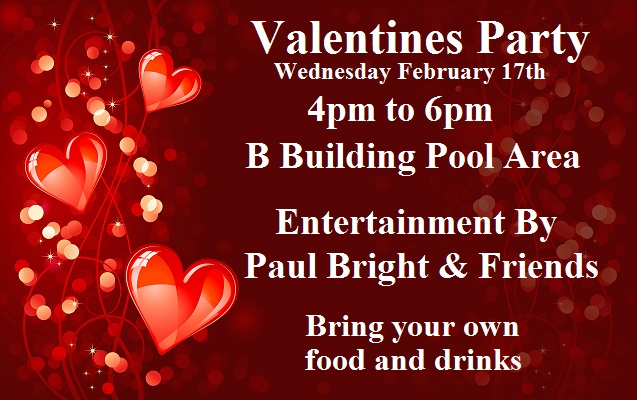 Valentines Party
Wednesday February 17th
4pm to 6pm
B Building Pool Area
Entertainment By
Paul Bright & Friends
Bring your own
food and drinks